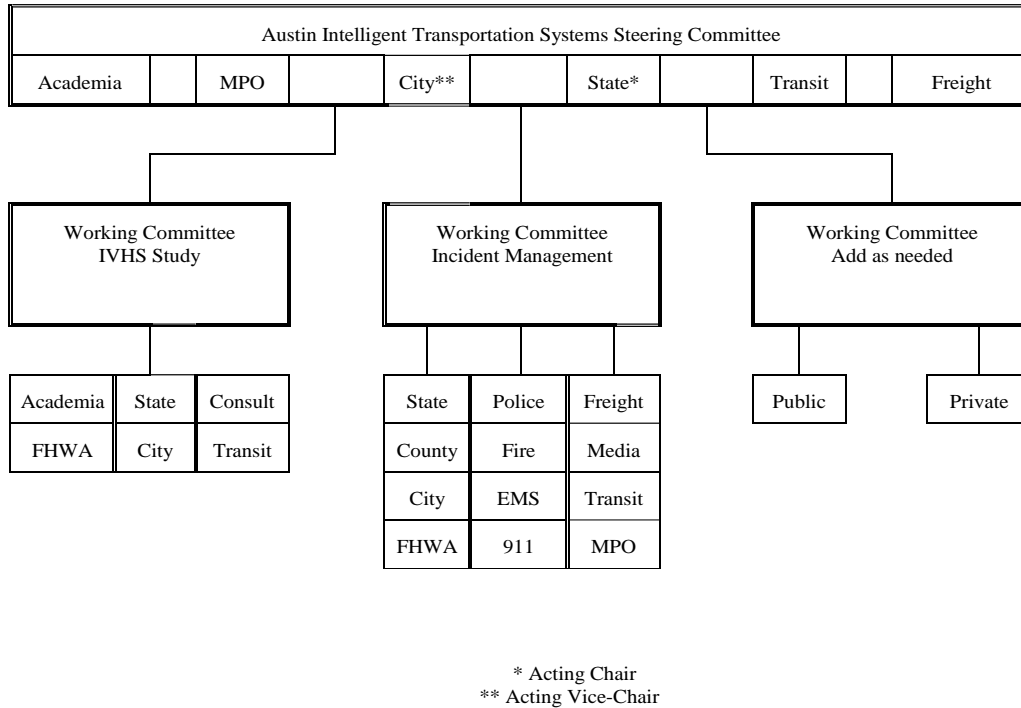 Austin Intelligent Transportation Systems Steering Committee
Academia MPO City** State* Transit Freight
Working Committee
IVHS Study
Working Committee
Incident Management
Working Committee
Add as needed
Academia State Consult
FHWA City Transit
State Police Freight
County Fire Media
City EMS Transit
FHWA 911 MPO
Public Private
* Acting Chair
** Acting Vice-Chair